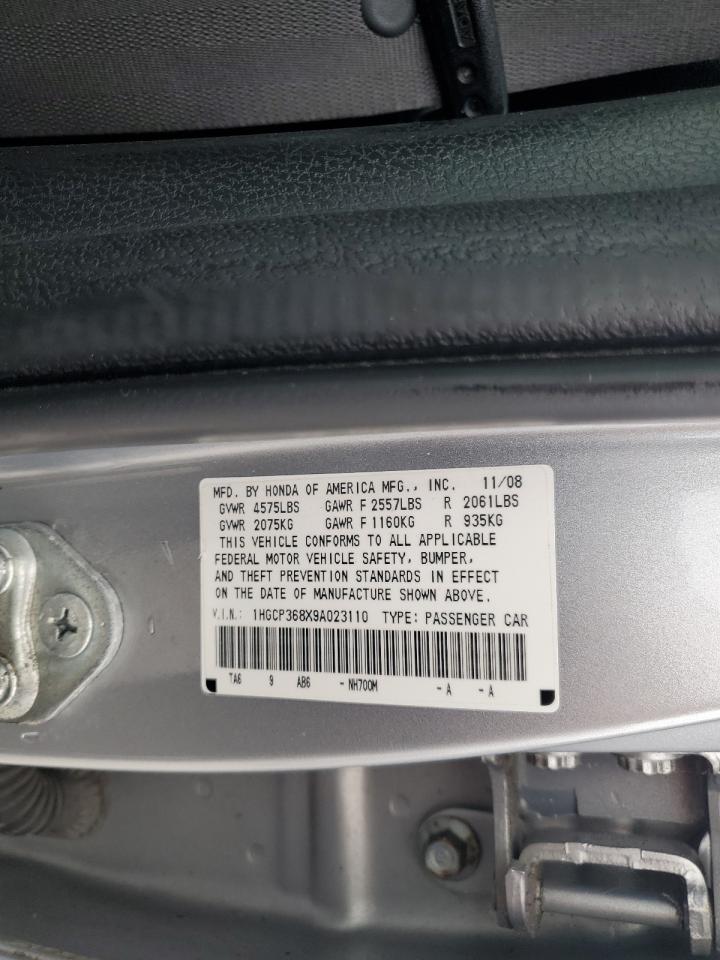 MFD. BY HONDA OF AMERICA MFG., INC. 11/08
GVWR 4575LBS GAWR F 2557LBS R 2061LBS
GVWR 2075KG GAWR F 1160KG R 935KG
THIS VEHICLE CONFORMS TO ALL APPLICABLE
FEDERAL MOTOR VEHICLE SAFETY, BUMPER,
AND THEFT PREVENTION STANDARDS IN EFFECT
ON THE DATE OF MANUFACTURE SHOWN ABOVE.
V.I.N.: 1HGCP368X9A023110 TYPE: PASSENGER CAR
TA6 9 AB6 - NH700M - A - A